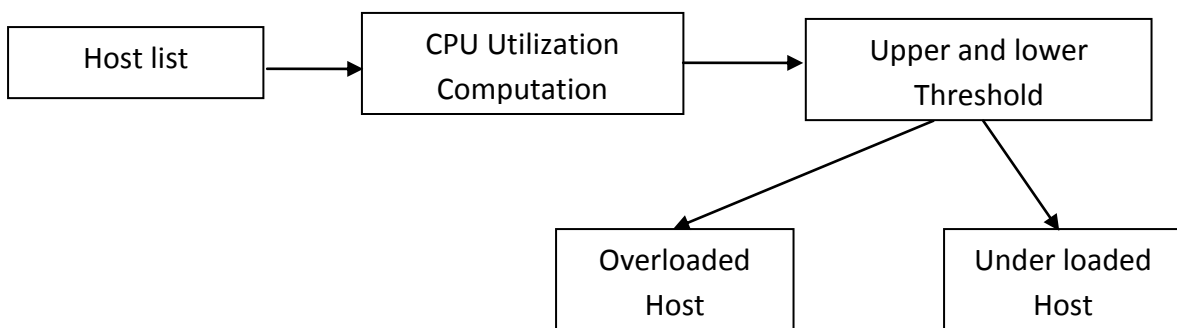 Host list
CPU Utilization
Computation
Upper and lower
Threshold
Overloaded
Host
Under loaded
Host